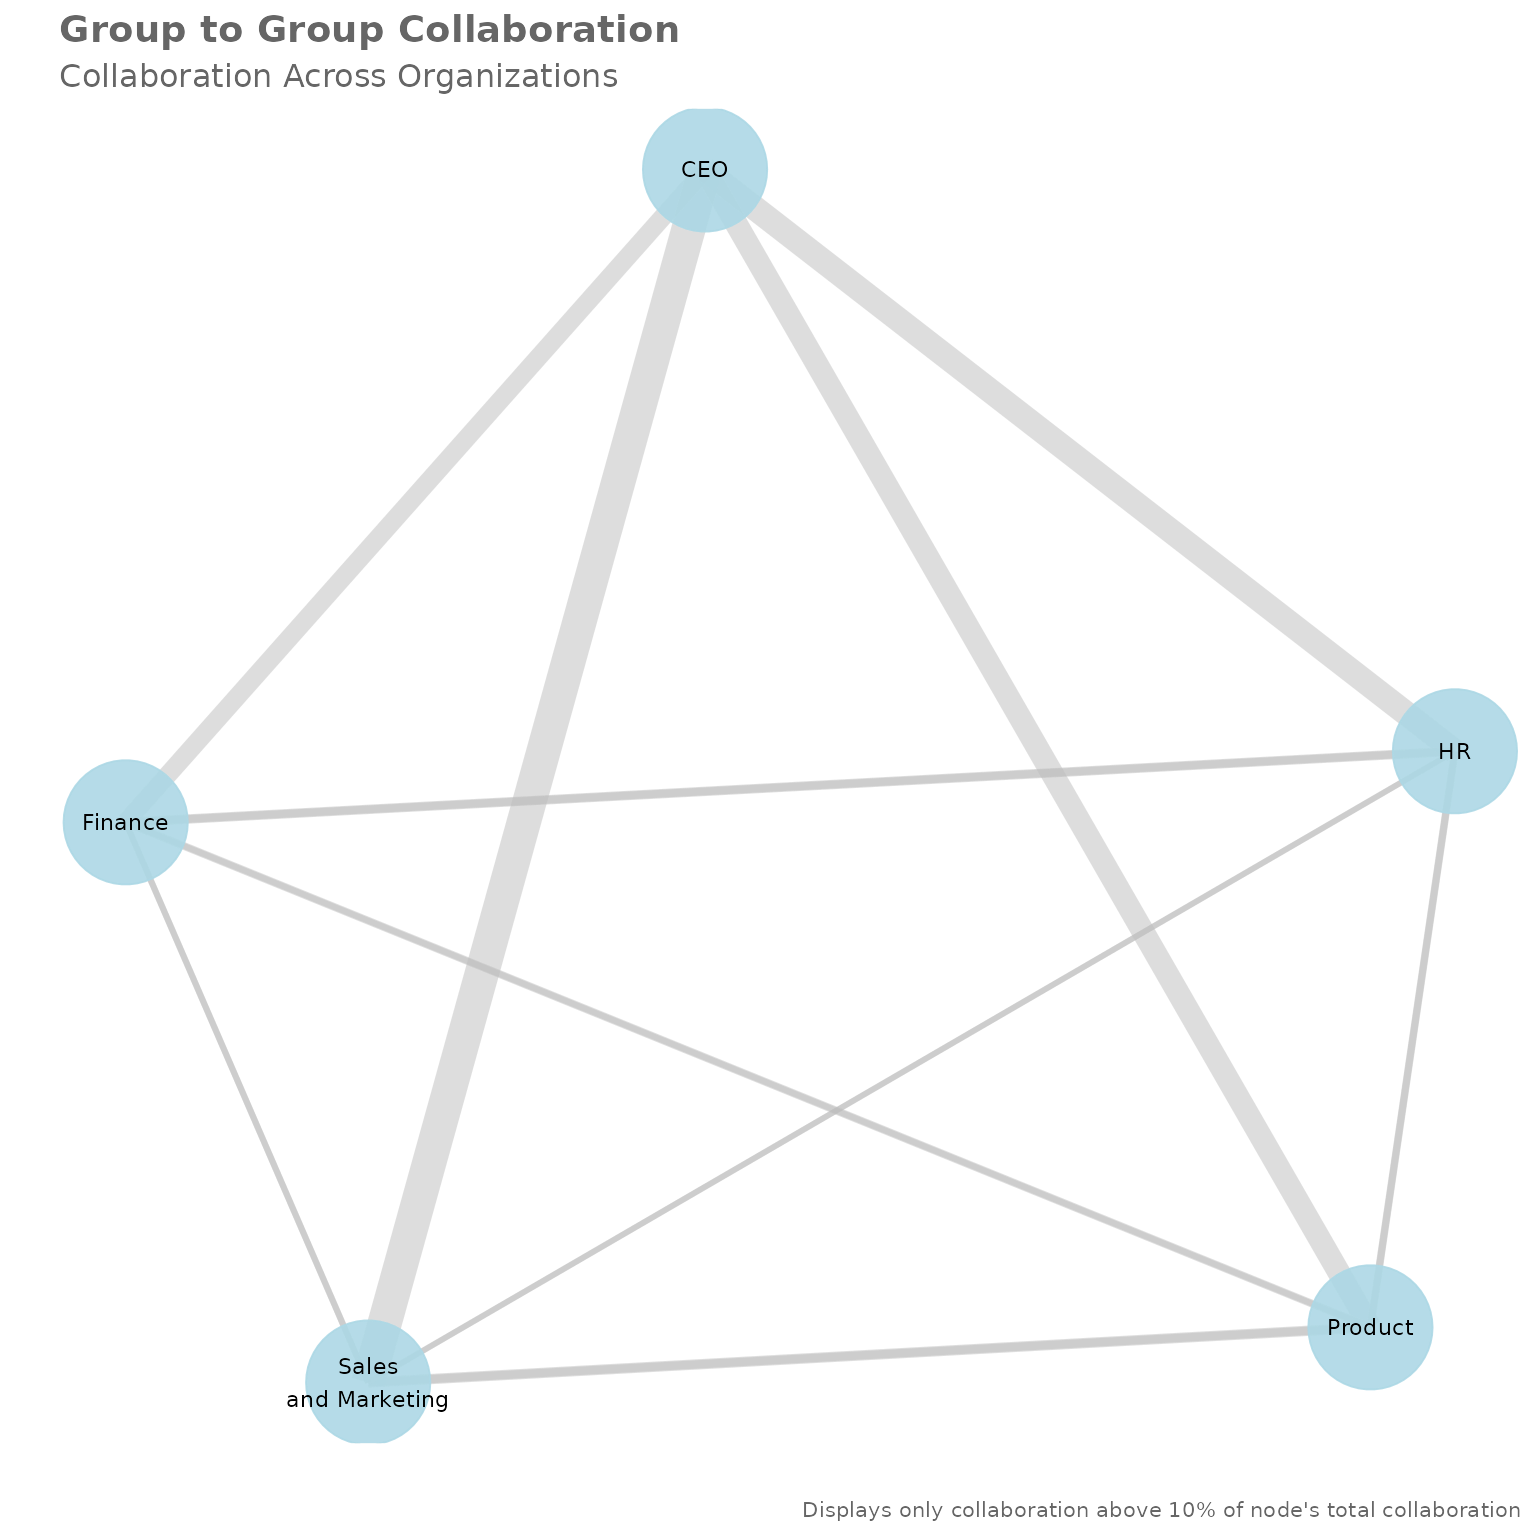 Group to Group Collaboration
Collaboration Across Organizations
CEO
HR
Finance
Product
Sales
and Marketing
Displays only collaboration above 10% of node's total collaboration